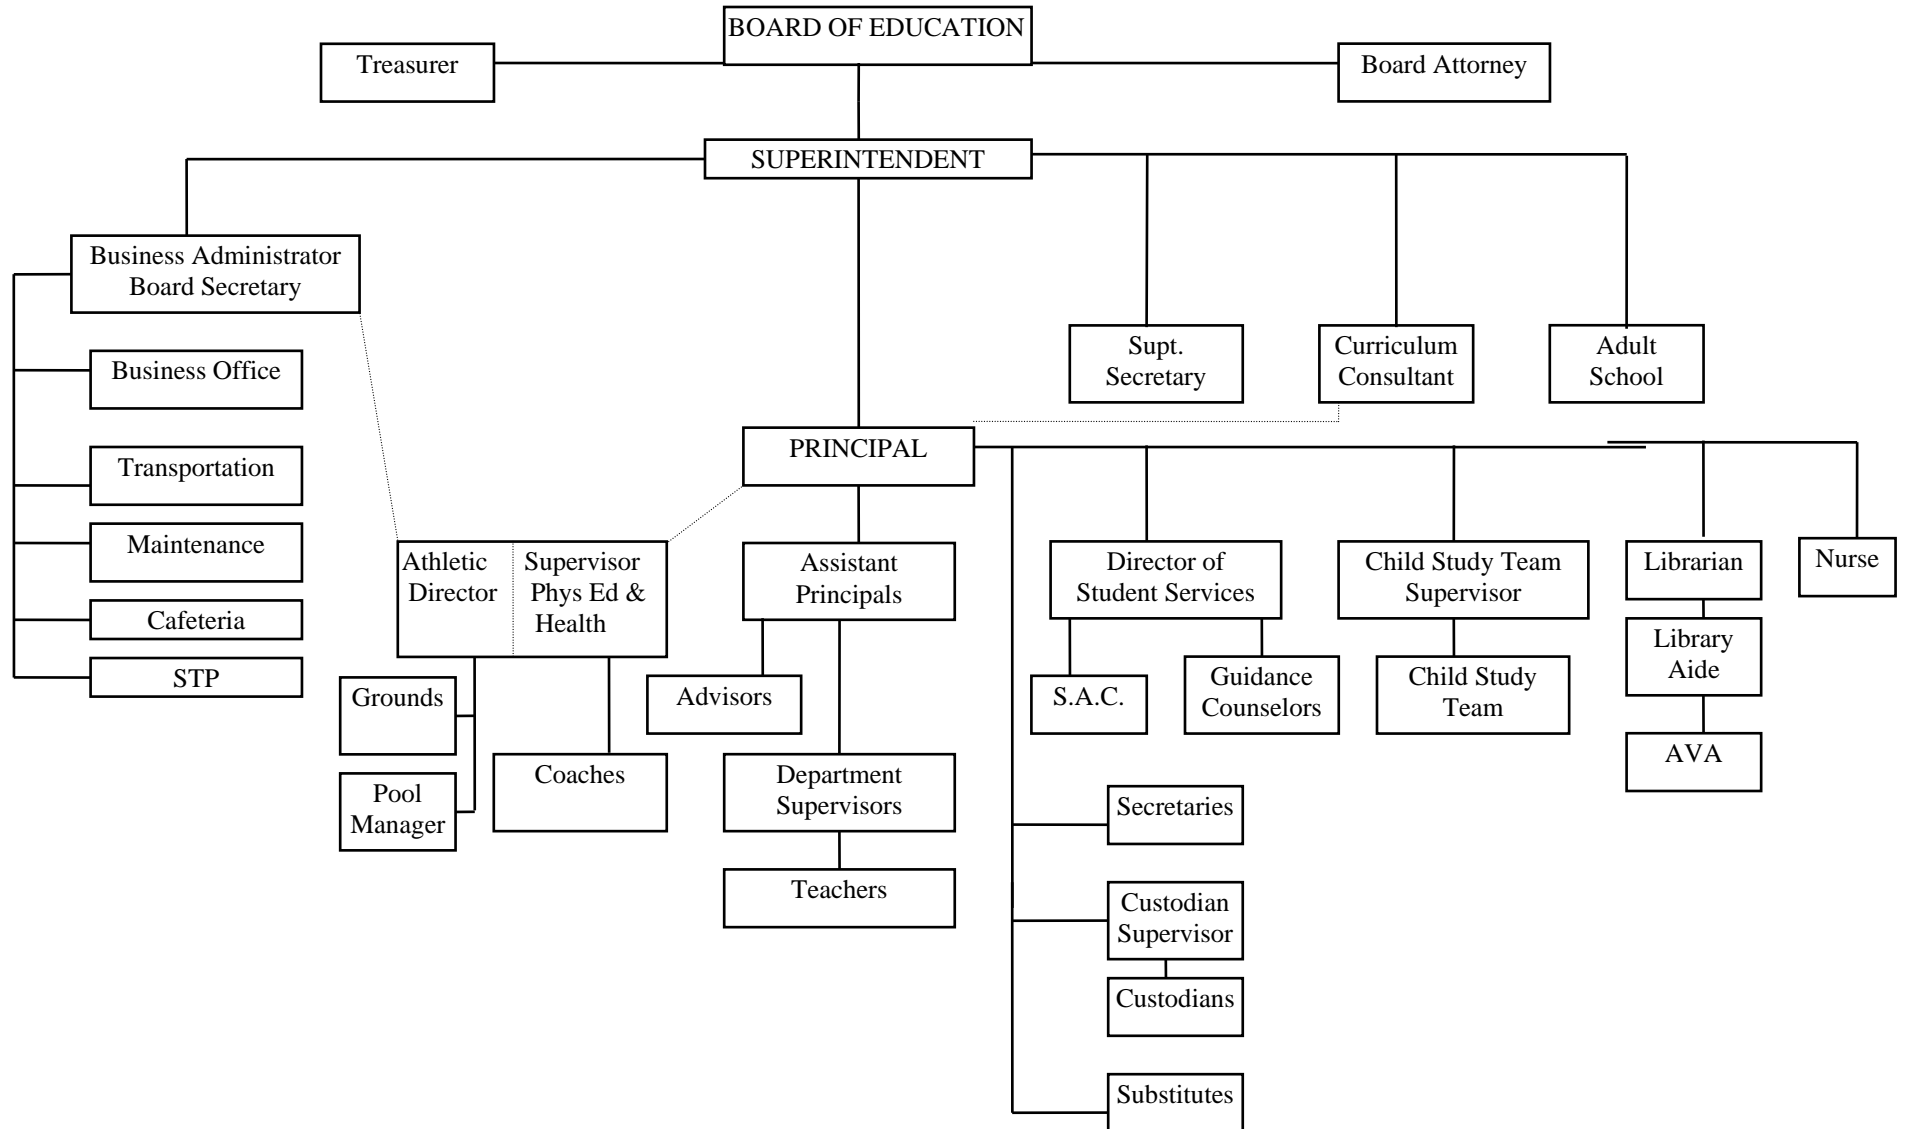 BOARD OF EDUCATION
Treasurer
Board Attorney
SUPERINTENDENT
Business Administrator
Board Secretary
Business Office
Transportation
Maintenance
Cafeteria
STP
Supt.
Secretary
Curriculum
Consultant
Adult
School
PRINCIPAL
Athletic
Director
Supervisor
Phys Ed &
Health
Grounds
Pool
Manager
Coaches
Assistant
Principals
Advisors
Department
Supervisors
Teachers
Director of
Student Services
S.A.C.
Guidance
Counselors
Child Study Team
Supervisor
Child Study
Team
Librarian
Library
Aide
AVA
Nurse
Secretaries
Custodian
Supervisor
Custodians
Substitutes